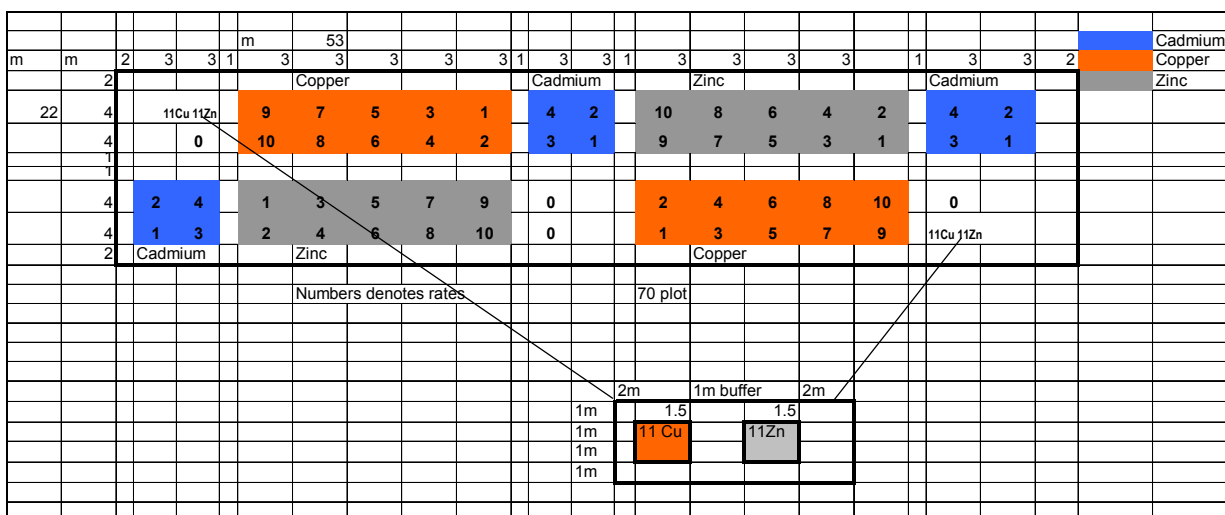 m 53 Cadmium
m m 2 3 3 1 3 3 3 3 3 1 3 3 1 3 3 3 3 1 3 3 2 Copper
2 Copper Cadmium Zinc Cadmium Zinc
22 4 11Cu 11Zn 9 7 5 3 1 4 2 10 8 6 4 2 4 2
4 0 10 8 6 4 2 3 1 9 7 5 3 1 3 1
1
1
4 2 4 1 3 5 7 9 0 2 4 6 8 10 0
4 1 3 2 4 6 8 10 0 1 3 5 7 9 11Cu 11Zn
2 Cadmium Zinc Copper
Numbers denotes rates 70 plot
2m 1m buffer 2m
1m 1.5 1.5
1m 11 Cu 11Zn
1m
1m